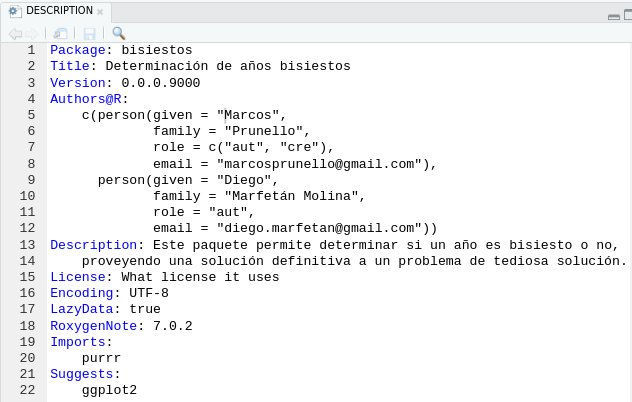 DESCRIPTION
1 Package: bisiestos
2 Title: Determinación de años bisiestos
3 Version: 0.0.0.9000
4 Authors@R:
5 c(person(given = "Marcos",
6 family = "Prunello",
7 role = c("aut", "cre"),
8 email = "marcosprunello@gmail.com"),
9 person(given = "Diego",
10 family = "Marfetán Molina",
11 role = "aut",
12 email = "diego.marfetan@gmail.com"))
13 Description: Este paquete permite determinar si un año es bisiesto o no,
14 proveyendo una solución definitiva a un problema de tediosa solución.
15 License: What license it uses
16 Encoding: UTF-8
17 LazyData: true
18 RoxygenNote: 7.0.2
19 Imports:
20 purrr
21 Suggests:
22 ggplot2